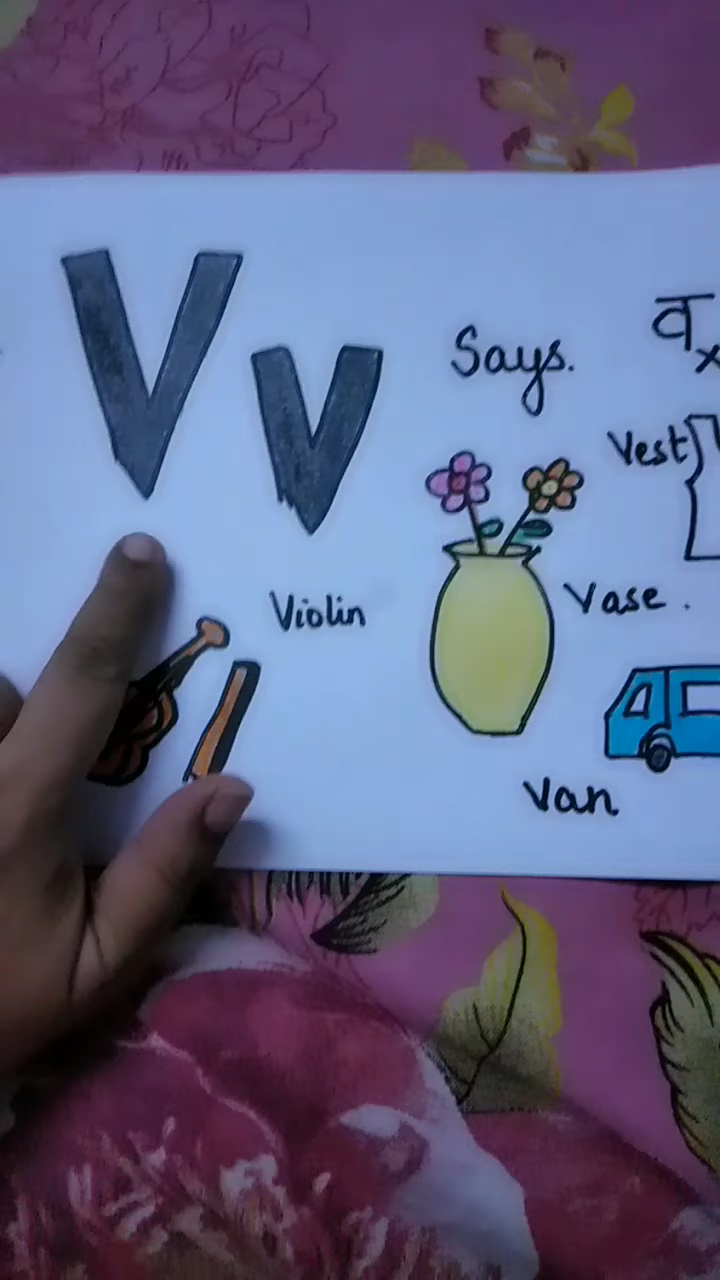 V v Says. व्
Vest
Violin
Vase.
Van